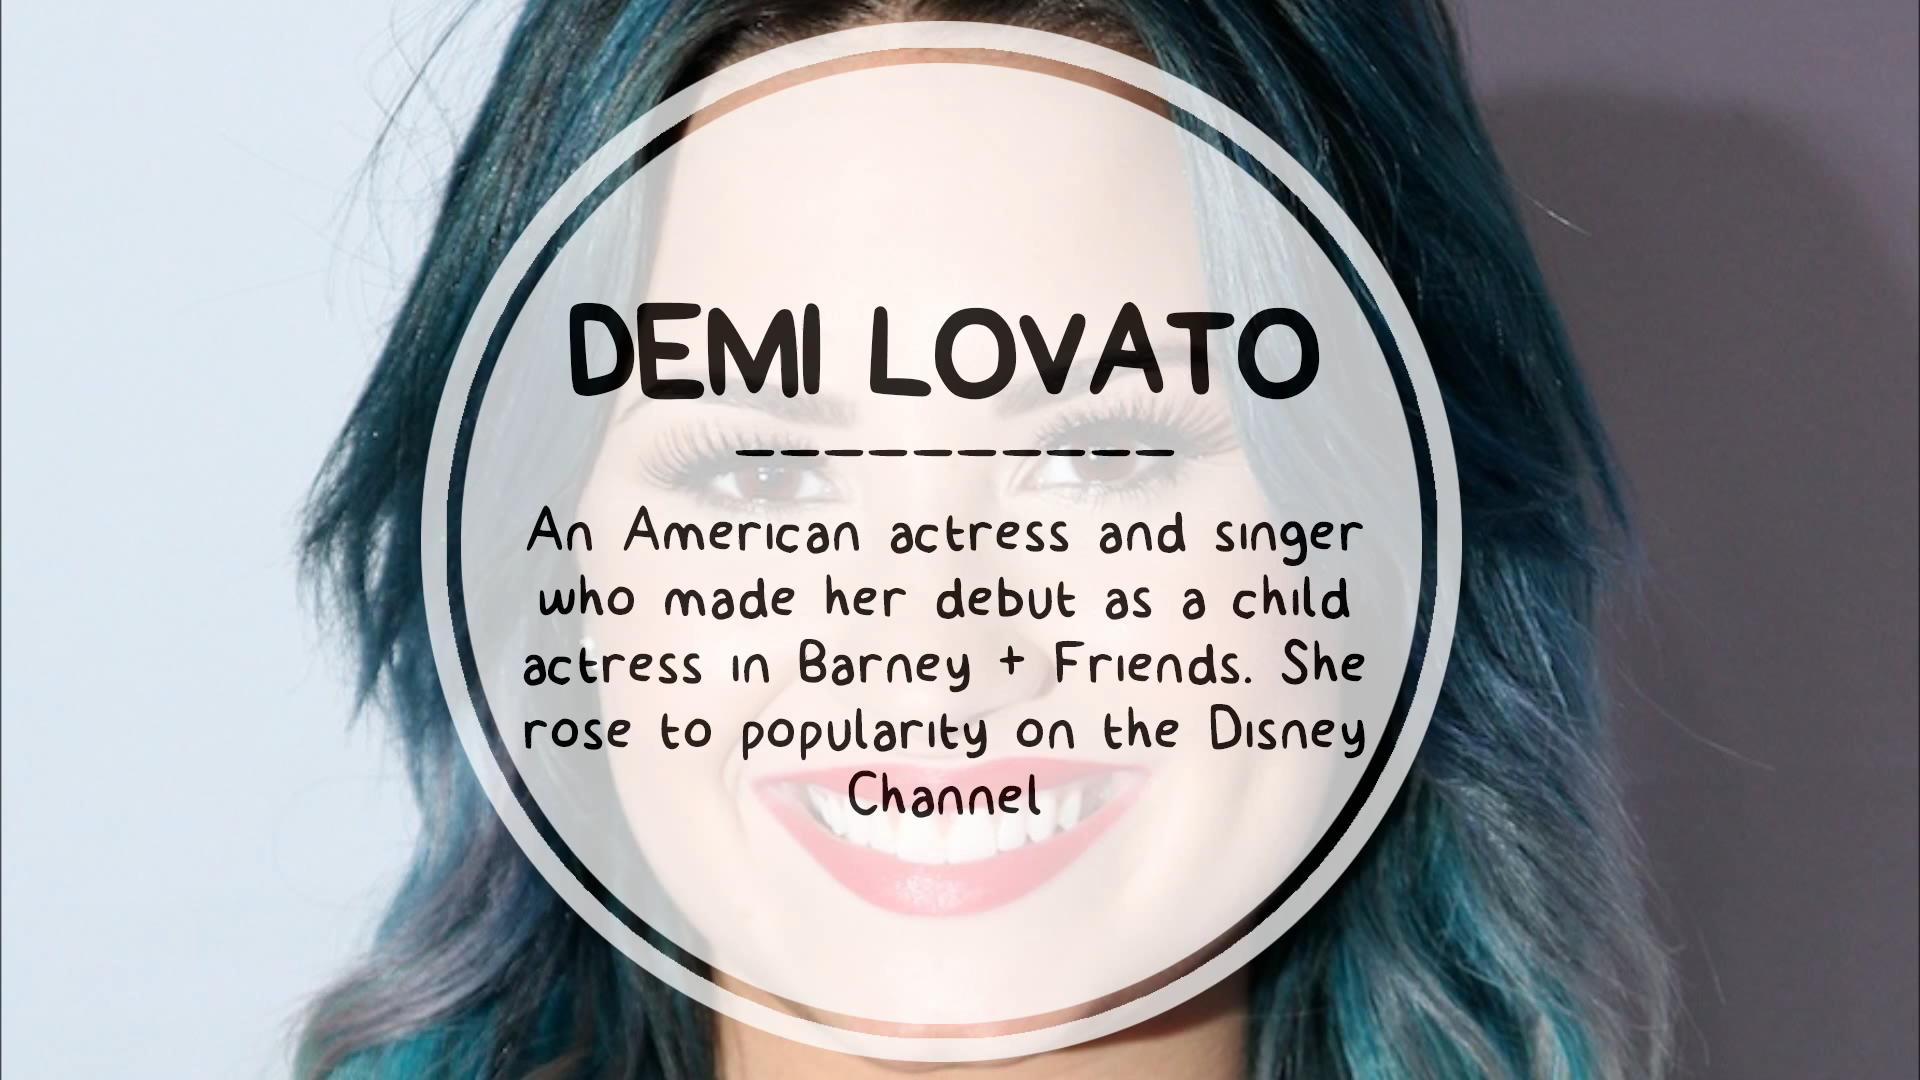 DEMI LOVATO
----------
An American actress and singer
who made her debut as a child
actress in Barney + Friends. She
rose to popularity on the Disney
Channel